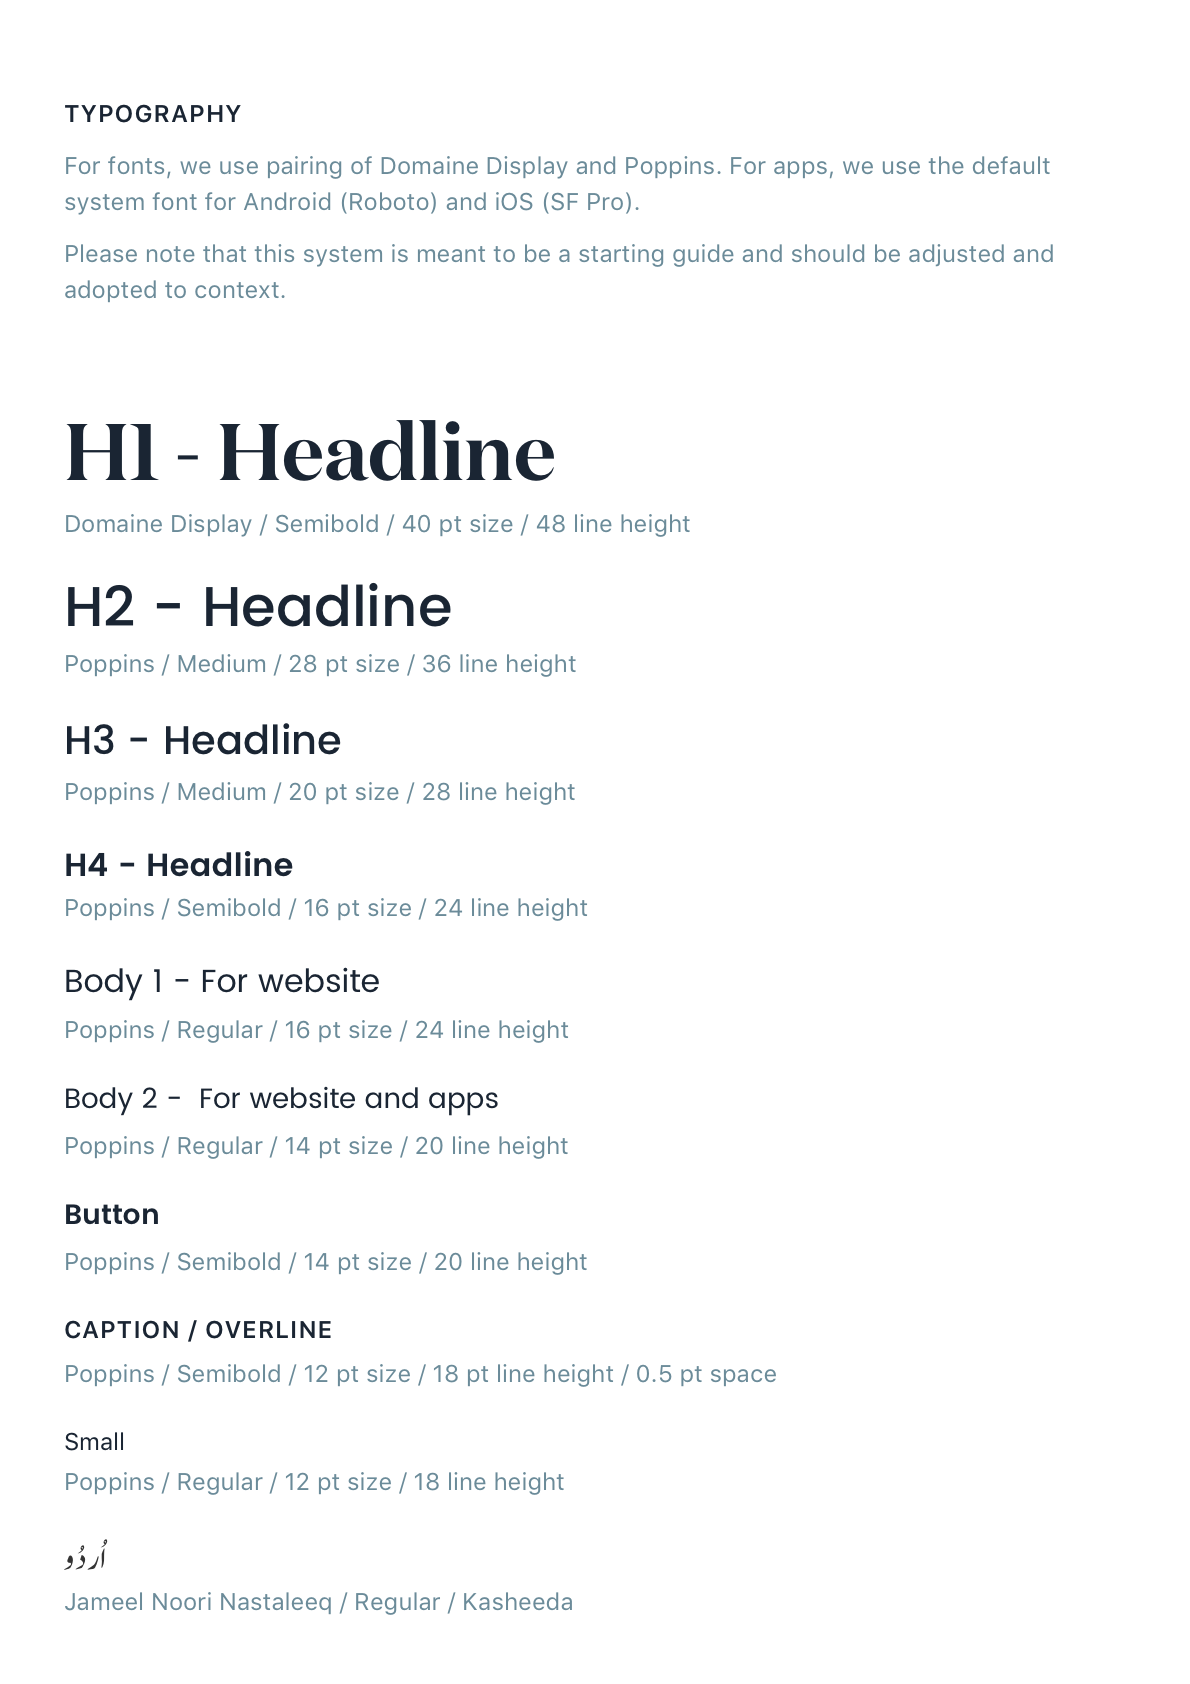 TYPOGRAPHY
For fonts, we use pairing of Domaine Display and Poppins. For apps, we use the default
system font for Android (Roboto) and iOS (SF Pro).
Please note that this system is meant to be a starting guide and should be adjusted and
adopted to context.
H1 - Headline
Domaine Display / Semibold / 40 pt size / 48 line height
H2 - Headline
Poppins / Medium / 28 pt size / 36 line height
H3 - Headline
Poppins / Medium / 20 pt size / 28 line height
H4 - Headline
Poppins / Semibold / 16 pt size / 24 line height
Body 1 - For website
Poppins / Regular / 16 pt size / 24 line height
Body 2 -  For website and apps
Poppins / Regular / 14 pt size / 20 line height
Button
Poppins / Semibold / 14 pt size / 20 line height
CAPTION / OVERLINE
Poppins / Semibold / 12 pt size / 18 pt line height / 0.5 pt space
Small
Poppins / Regular / 12 pt size / 18 line height
اُردُو
Jameel Noori Nastaleeq / Regular / Kasheeda